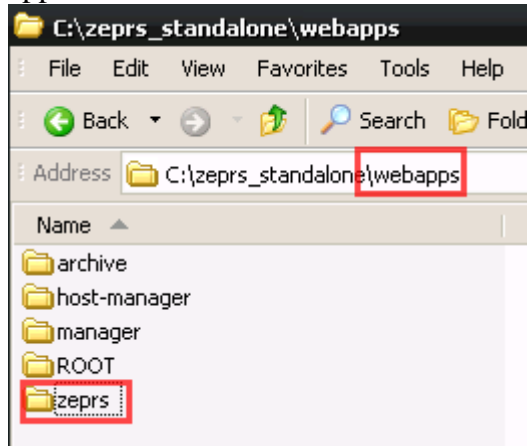 C:\zeprs_standalone\webapps
File Edit View Favorites Tools Help
Back Search
Address C:\zeprs_standalone\webapps
Name
archive
host-manager
manager
ROOT
zeprs